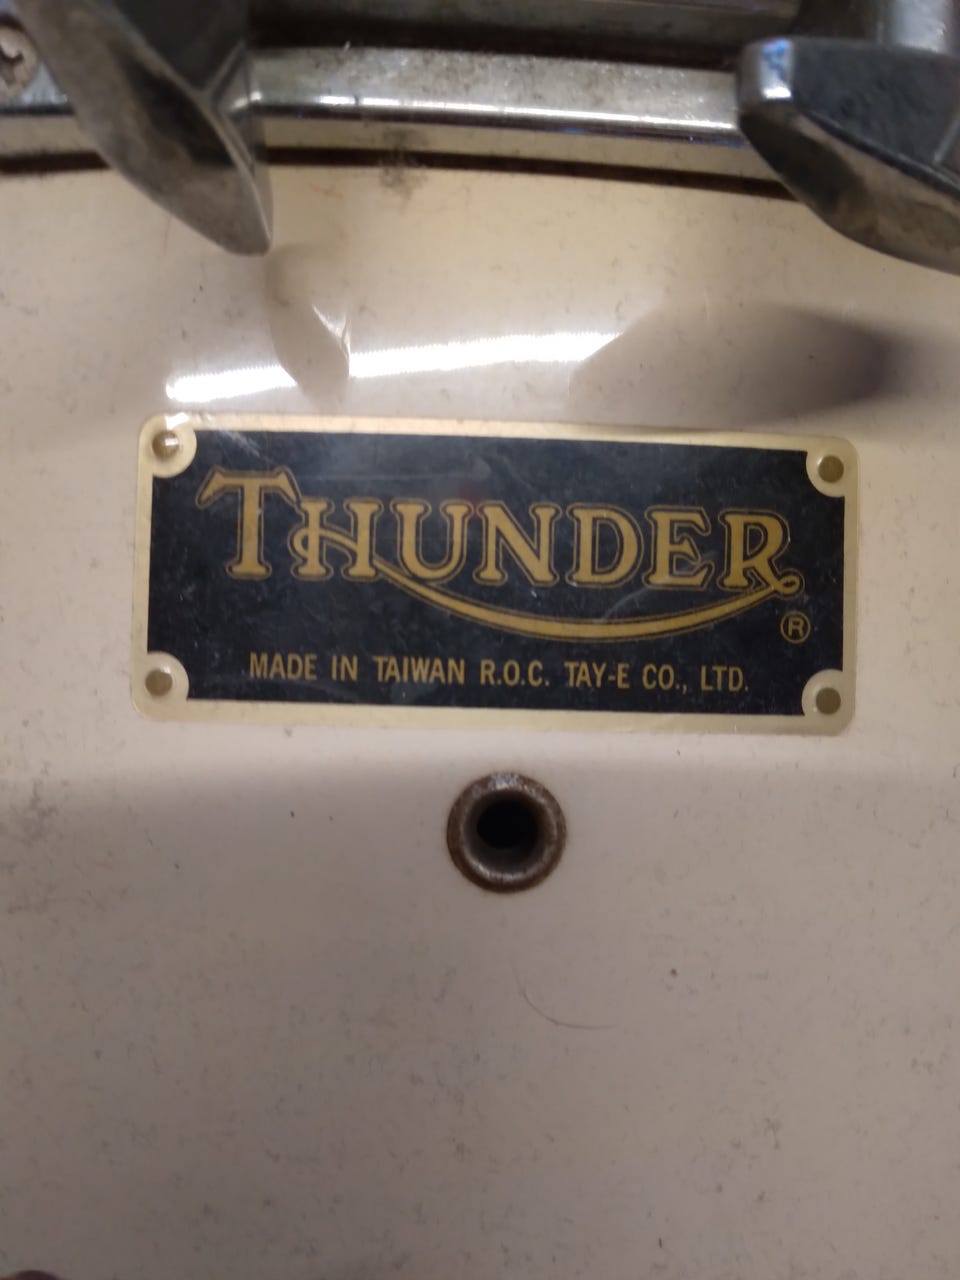 THUNDER
®
MADE IN TAIWAN R.O.C. TAY-E CO., LTD.